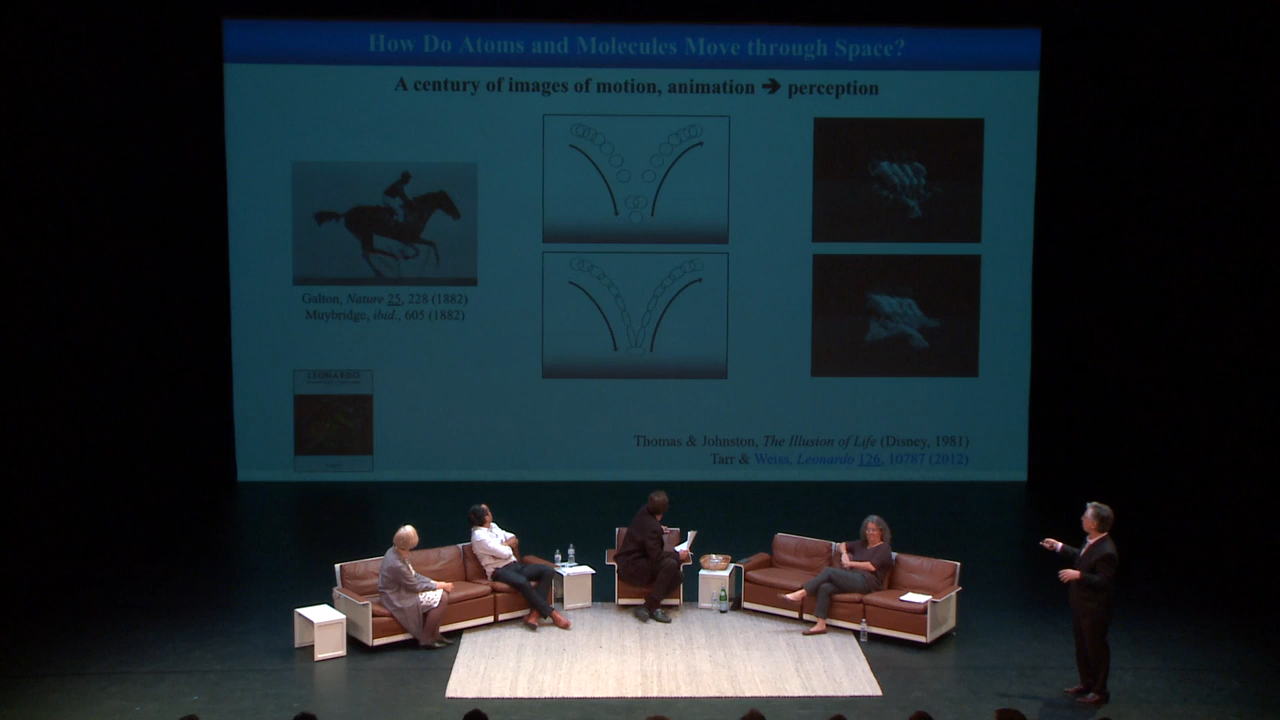 How Do Atoms and Molecules Move through Space?
A century of images of motion, animation ➔ perception
Galton, Nature 25, 228 (1882)
Muybridge, ibid., 605 (1882)
LEONARDO
Thomas & Johnston, The Illusion of Life (Disney, 1981)
Tarr & Weiss, Leonardo 126, 10787 (2012)